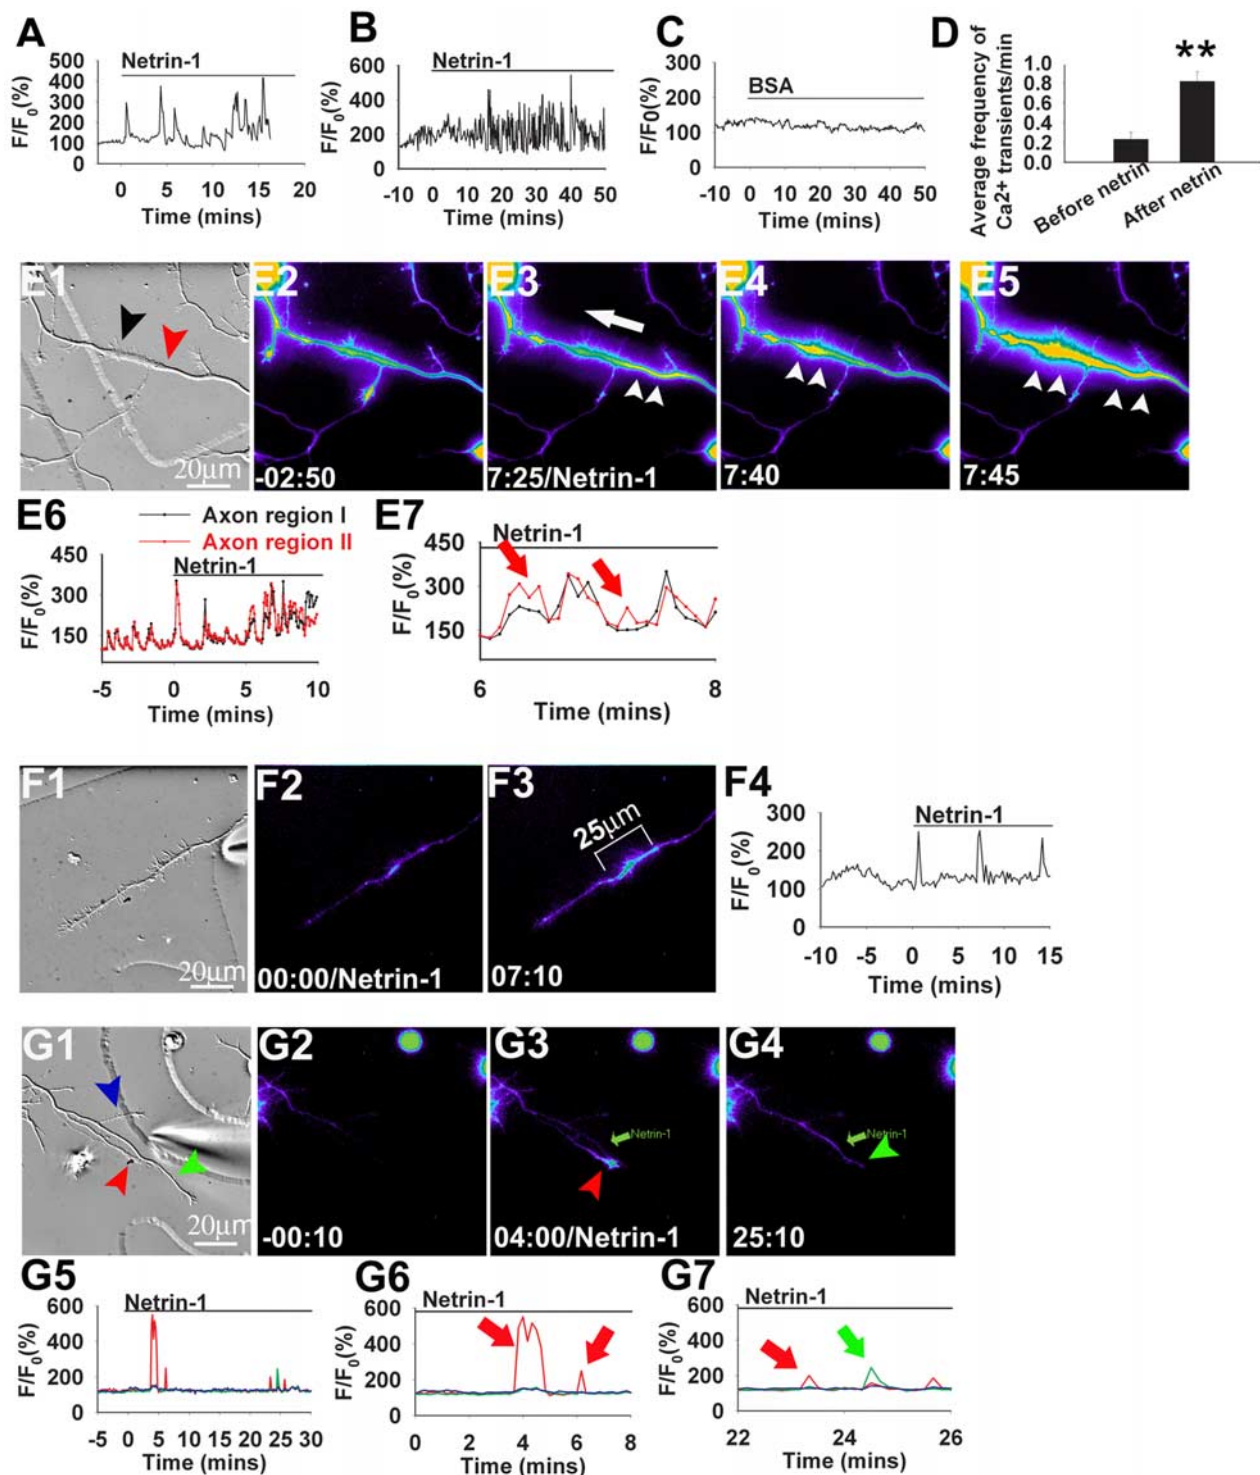 A
Netrin-1
F/F0(%)
500
400
300
200
100
0
0 5 10 15 20
Time (mins)
B
Netrin-1
F/F0(%)
600
400
200
0
-10 0 10 20 30 40 50
Time (mins)
C
BSA
F/F0(%)
300
200
100
0
-10 0 10 20 30 40 50
Time (mins)
D
**
Average frequency of
Ca2+ transients/min
1.0
0.8
0.6
0.4
0.2
0.0
Before netrin
After netrin
E1
20µm
E2
-02:50
E3
7:25/Netrin-1
E4
7:40
E5
7:45
E6
Axon region I
Axon region II
Netrin-1
F/F0(%)
450
300
150
-5 0 5 10
Time (mins)
E7
Netrin-1
F/F0(%)
450
300
150
6 8
Time (mins)
F1
20µm
F2
00:00/Netrin-1
F3
25µm
07:10
F4
Netrin-1
F/F0(%)
300
200
100
0
-10 -5 0 5 10 15
Time (mins)
G1
20µm
G2
-00:10
G3
Netrin-1
04:00/Netrin-1
G4
Netrin-1
25:10
G5
Netrin-1
F/F0(%)
600
400
200
0
-5 0 5 10 15 20 25 30
Time (mins)
G6
Netrin-1
F/F0(%)
600
400
200
0
0 2 4 6 8
Time (mins)
G7
Netrin-1
F/F0(%)
600
400
200
0
22 24 26
Time (mins)